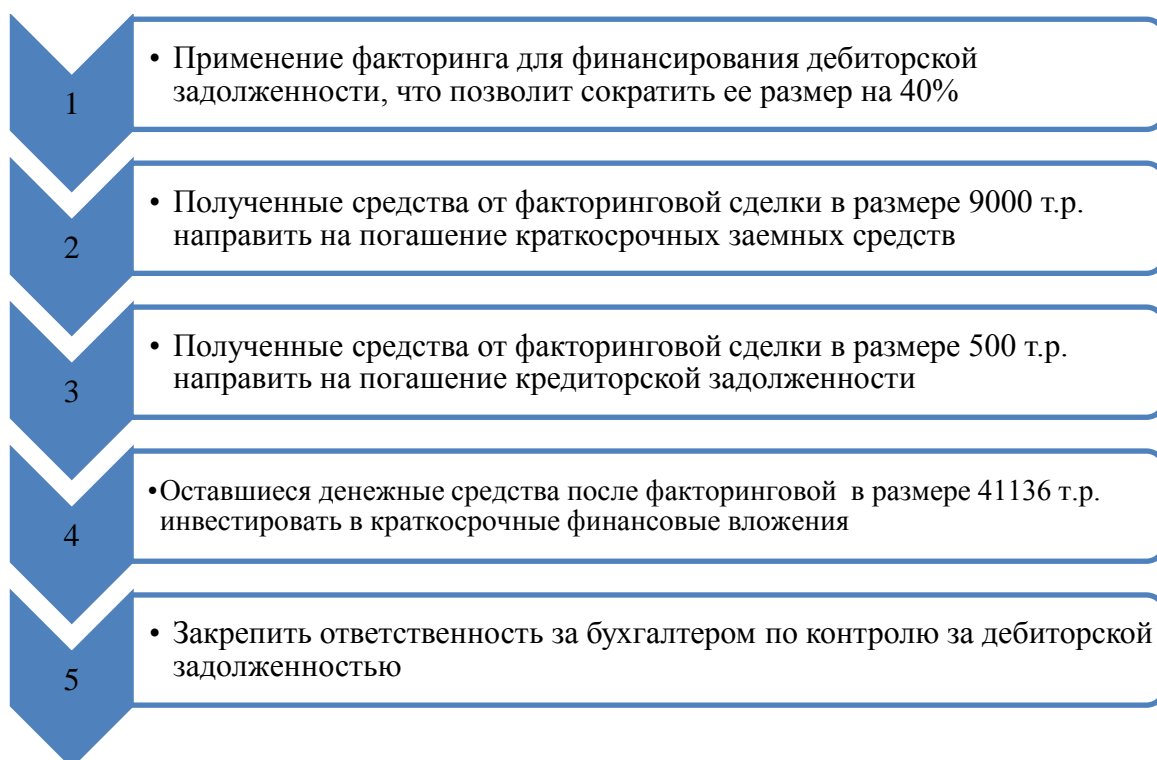 1
• Применение факторинга для финансирования дебиторской
задолженности, что позволит сократить ее размер на 40%
2
• Полученные средства от факторинговой сделки в размере 9000 т.р.
направить на погашение краткосрочных заемных средств
3
• Полученные средства от факторинговой сделки в размере 500 т.р.
направить на погашение кредиторской задолженности
4
•Оставшиеся денежные средства после факторинговой  в размере 41136 т.р.
инвестировать в краткосрочные финансовые вложения
5
• Закрепить ответственность за бухгалтером по контролю за дебиторской
задолженностью